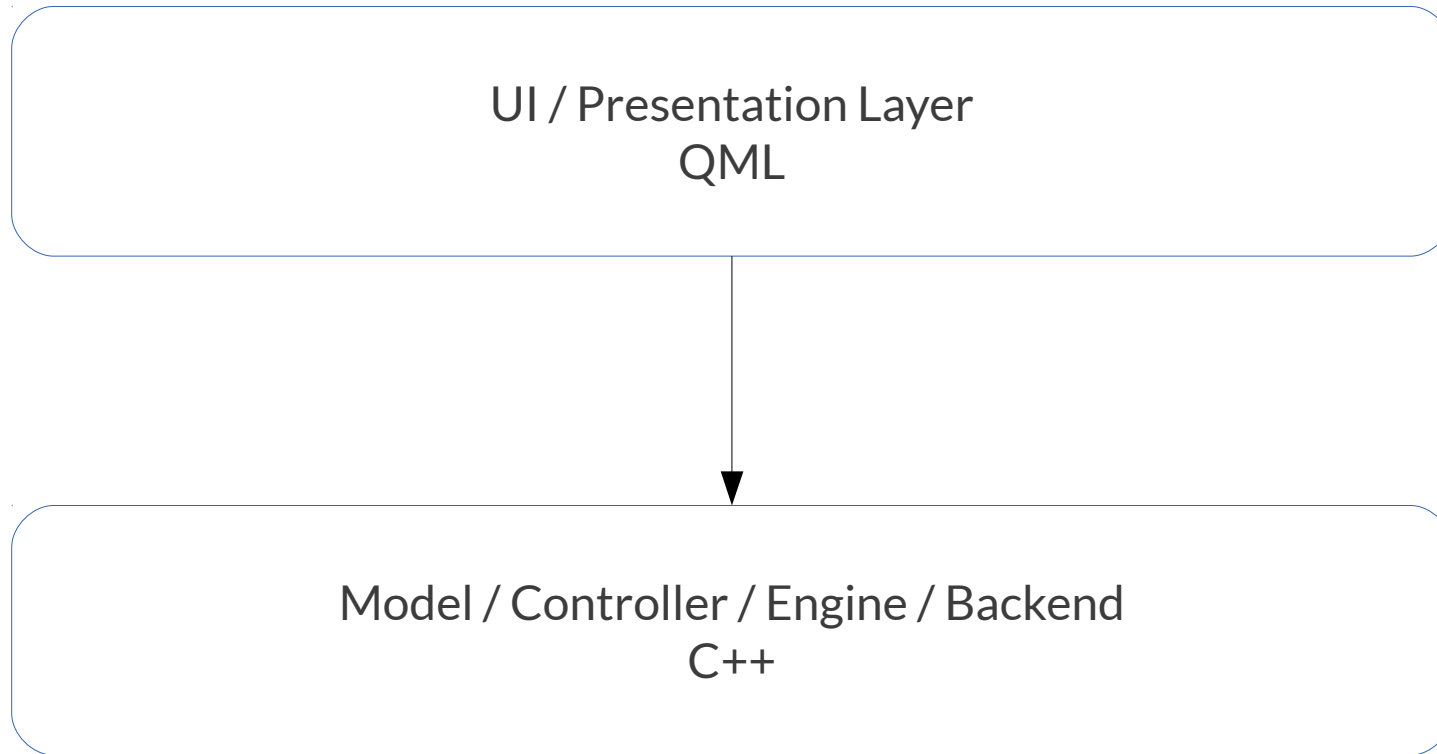 UI / Presentation Layer
QML
Model / Controller / Engine / Backend
C++